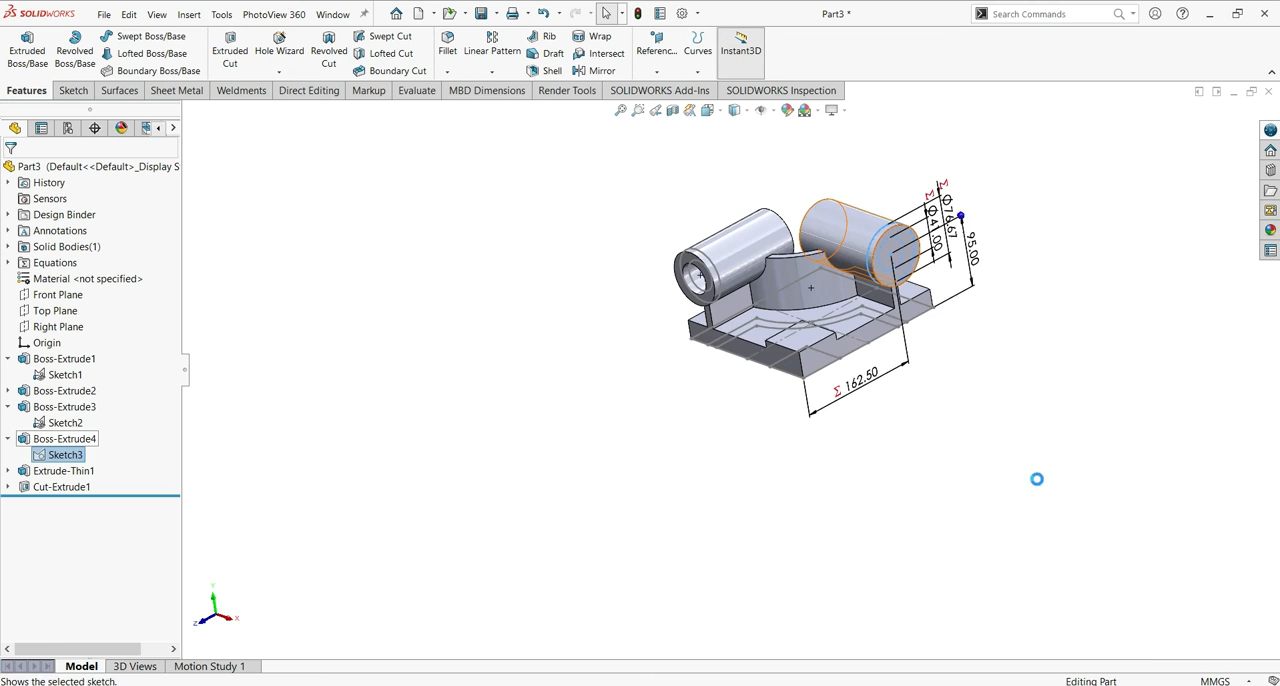 SOLIDWORKS File Edit View Insert Tools PhotoView 360 Window Part3 * Search Commands
Extruded Boss/Base Revolved Boss/Base Swept Boss/Base Extruded Cut Hole Wizard Revolved Cut Swept Cut Fillet Linear Pattern Rib Wrap Referenc... Curves Instant3D
Lofted Boss/Base Lofted Cut Draft Intersect
Boundary Boss/Base Boundary Cut Shell Mirror
Features Sketch Surfaces Sheet Metal Weldments Direct Editing Markup Evaluate MBD Dimensions Render Tools SOLIDWORKS Add-Ins SOLIDWORKS Inspection
Part3 (Default<<Default>_Display S
History
Sensors
Design Binder
Annotations
Solid Bodies(1)
Equations
Material <not specified>
Front Plane
Top Plane
Right Plane
Origin
Boss-Extrude1
Sketch1
Boss-Extrude2
Boss-Extrude3
Sketch2
Boss-Extrude4
Sketch3
Extrude-Thin1
Cut-Extrude1
Σ Φ76.67
95.00
Σ 162.50
Y
X
Z
Model 3D Views Motion Study 1
Shows the selected sketch. Editing Part MMGS